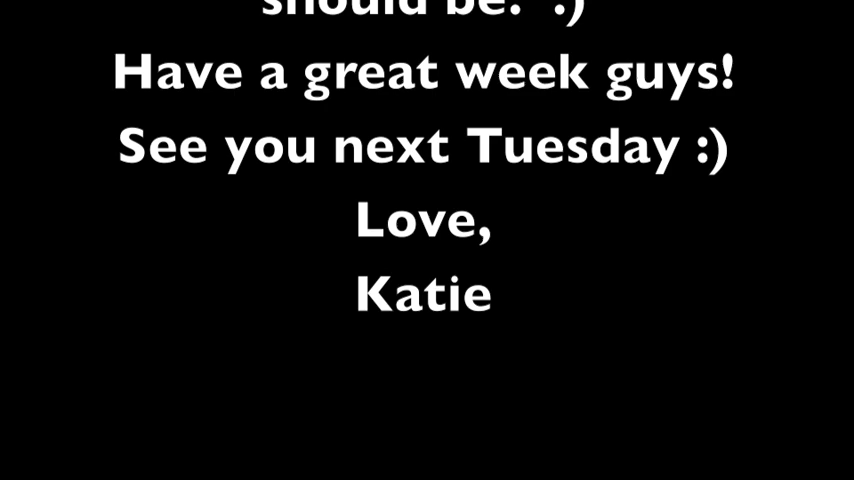 should be. :)
Have a great week guys!
See you next Tuesday :)
Love,
Katie